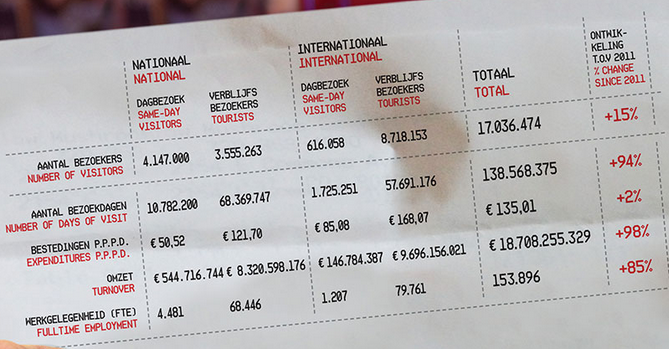 NATIONAAL
NATIONAL
INTERNATIONAAL
INTERNATIONAL
DAGBEZOEK
SAME-DAY
VISITORS
VERBLIJFS
BEZOEKERS
TOURISTS
DAGBEZOEK
SAME-DAY
VISITORS
VERBLIJFS
BEZOEKERS
TOURISTS
TOTAAL
TOTAL
ONTWIK-
KELING
T.O.V 2011
% CHANGE
SINCE 2011
AANTAL BEZOEKERS
NUMBER OF VISITORS
4.147.000 3.555.263 616.058 8.718.153 17.036.474 +15%
AANTAL BEZOEKDAGEN
NUMBER OF DAYS OF VISIT
10.782.200 68.369.747 1.725.251 57.691.176 138.568.375 +94%
BESTEDINGEN P.P.P.D.
EXPENDITURES P.P.P.D.
€ 50,52 € 121,70 € 85,08 € 168,07 € 135,01 +2%
OMZET
TURNOVER
€ 544.716.744 € 8.320.598.176 € 146.784.387 € 9.696.156.021 € 18.708.255.329 +98%
WERKGELEGENHEID (FTE)
FULLTIME EMPLOYMENT
4.481 68.446 1.207 79.761 153.896 +85%